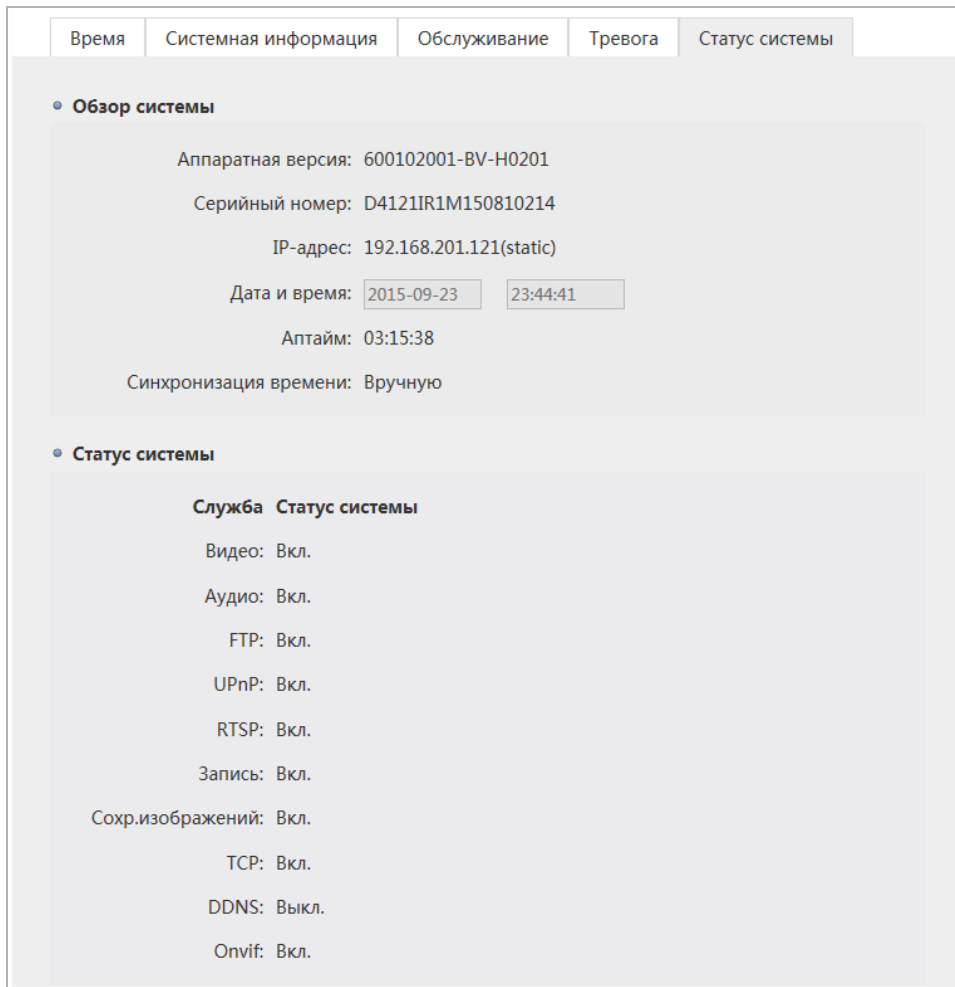 Время Системная информация Обслуживание Тревога Статус системы
Обзор системы
Аппаратная версия: 600102001-BV-H0201
Серийный номер: D4121IR1M150810214
IP-адрес: 192.168.201.121(static)
Дата и время: 2015-09-23 23:44:41
Аптайм: 03:15:38
Синхронизация времени: Вручную
Статус системы
Служба Статус системы
Видео: Вкл.
Аудио: Вкл.
FTP: Вкл.
UPnP: Вкл.
RTSP: Вкл.
Запись: Вкл.
Сохр.изображений: Вкл.
TCP: Вкл.
DDNS: Выкл.
Onvif: Вкл.